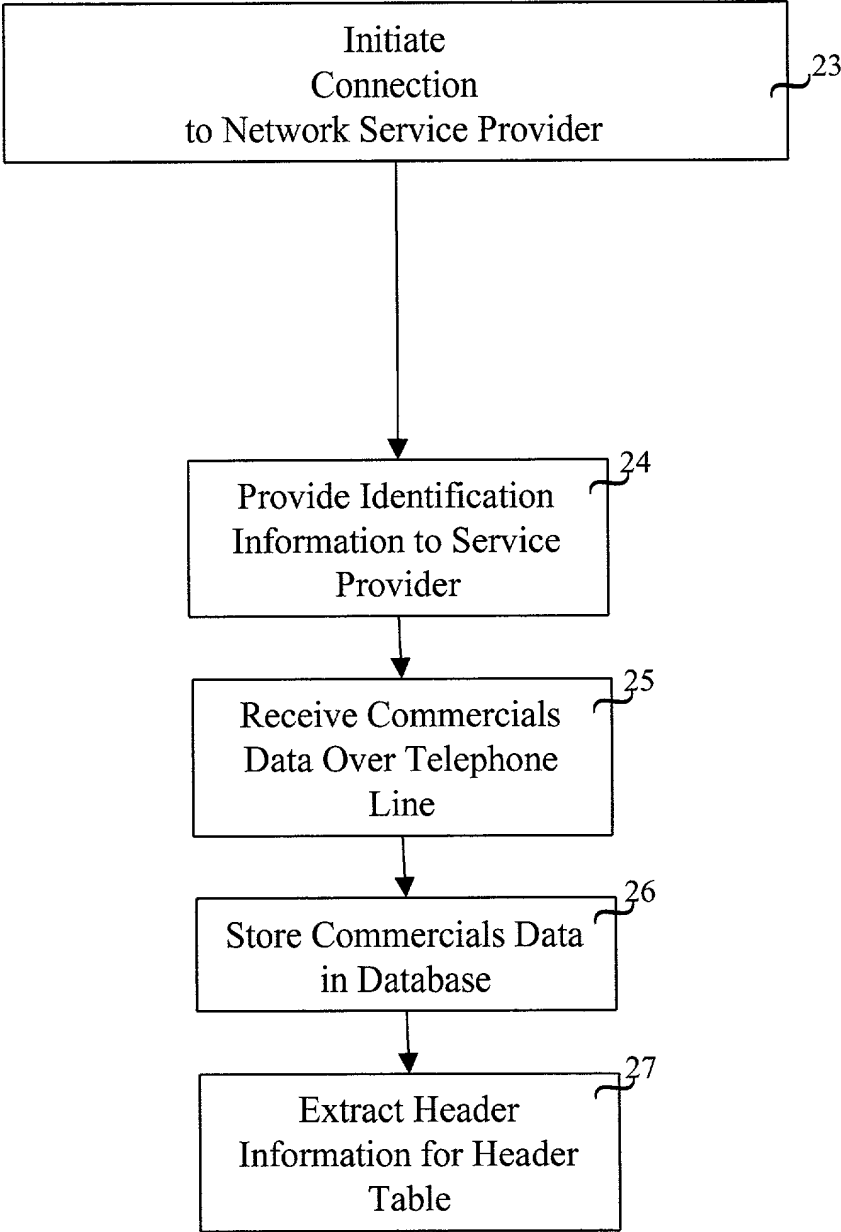 Initiate
Connection
to Network Service Provider
23
24
Provide Identification
Information to Service
Provider
25
Receive Commercials
Data Over Telephone
Line
26
Store Commercials Data
in Database
27
Extract Header
Information for Header
Table